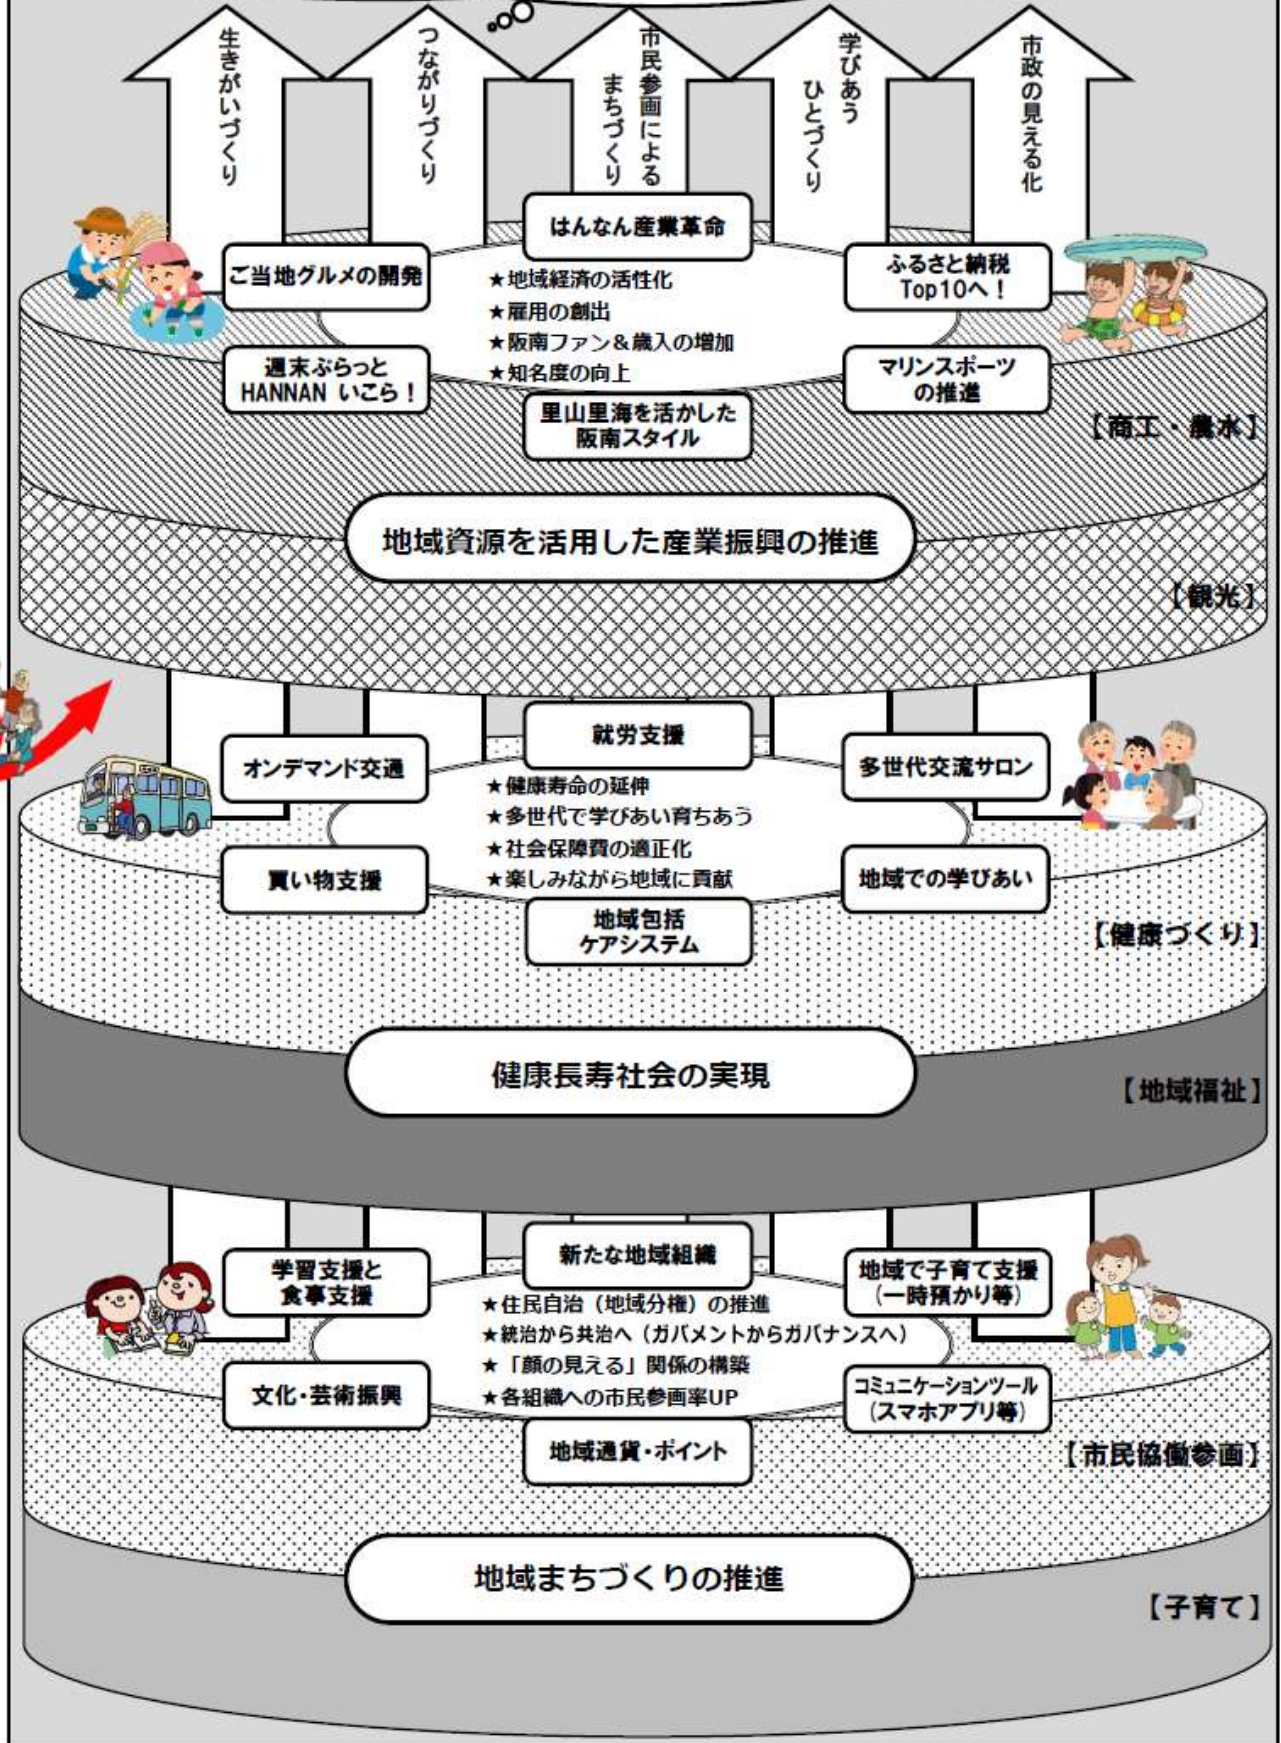 生きがいづくり
つながりづくり
市民参画による
まちづくり
学びあう
ひとづくり
市政の見える化
はんなん産業革命
ご当地グルメの開発
ふるさと納税
Top10へ！
★地域経済の活性化
★雇用の創出
★阪南ファン＆歳入の増加
★知名度の向上
週末ぶらっと
HANNAN いこら！
マリンスポーツ
の推進
里山里海を活かした
阪南スタイル
【商工・農水】
地域資源を活用した産業振興の推進
【観光】
就労支援
オンデマンド交通
多世代交流サロン
★健康寿命の延伸
★多世代で学びあい育ちあう
★社会保障費の適正化
★楽しみながら地域に貢献
買い物支援
地域での学びあい
地域包括
ケアシステム
【健康づくり】
健康長寿社会の実現
【地域福祉】
新たな地域組織
学習支援と
食事支援
地域で子育て支援
（一時預かり等）
★住民自治（地域分権）の推進
★統治から共治へ（ガバメントからガバナンスへ）
★「顔の見える」関係の構築
★各組織への市民参画率UP
文化・芸術振興
コミュニケーションツール
（スマホアプリ等）
地域通貨・ポイント
【市民協働参画】
地域まちづくりの推進
【子育て】